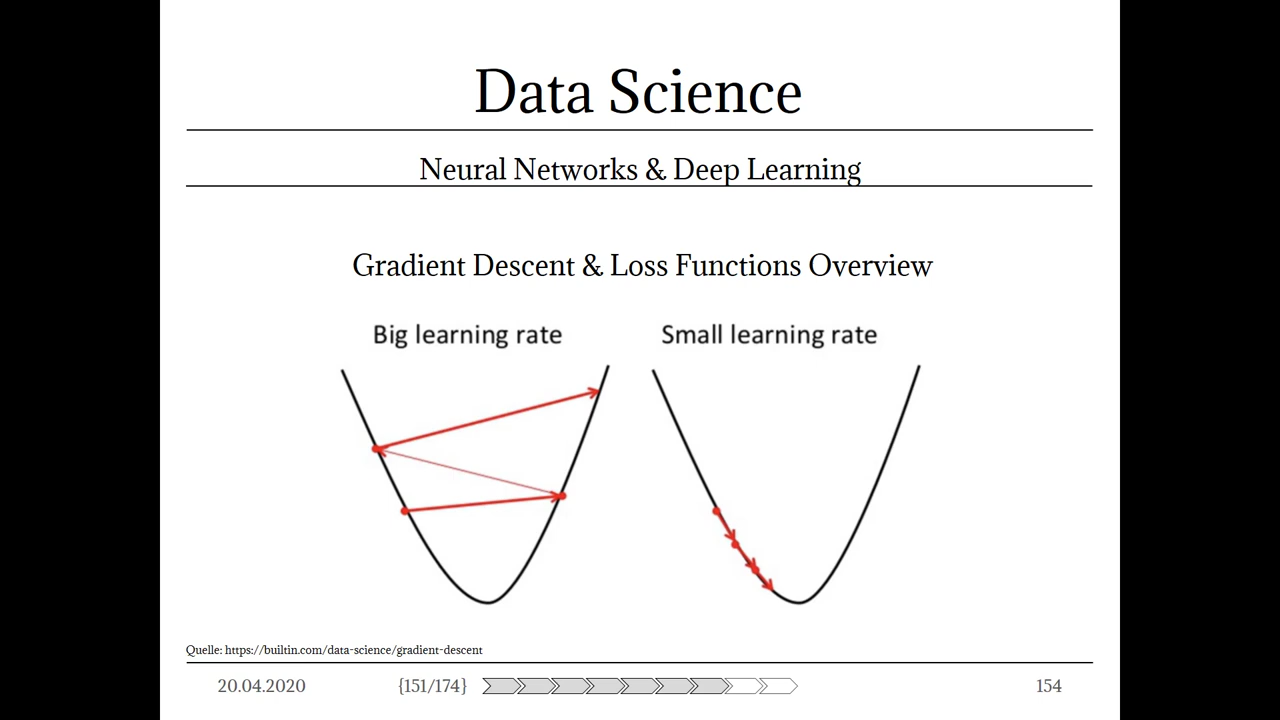 Data Science
Neural Networks & Deep Learning
Gradient Descent & Loss Functions Overview
Big learning rate
Small learning rate
Quelle: https://builtin.com/data-science/gradient-descent
20.04.2020
{151/174}
154